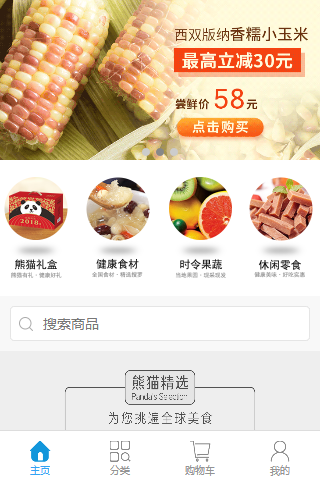 西双版纳香糯小玉米
最高立减30元
尝鲜价 58元
点击购买
2018
熊猫礼盒
熊猫有礼·健康好礼
健康食材
全国食材·精选搜罗
时令果蔬
当地果园·现采现发
休闲零食
健康美味·好吃实惠
搜索商品
熊猫精选
Panda's Selection
为您挑遍全球美食
主页
分类
购物车
我的